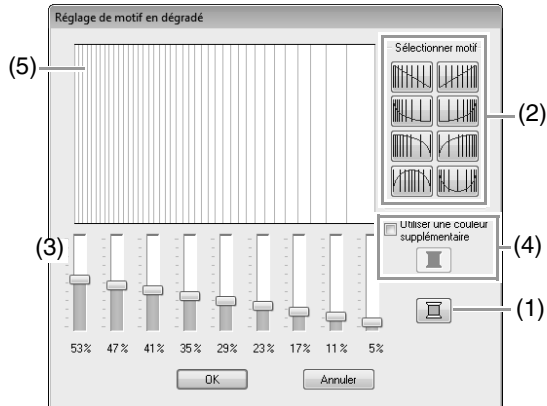 Réglage de motif en dégradé
Sélectionner motif
(5)
(2)
Utiliser une couleur
supplémentaire
(3)
(4)
(1)
53% 47% 41% 35% 29% 23% 17% 11% 5%
OK Annuler